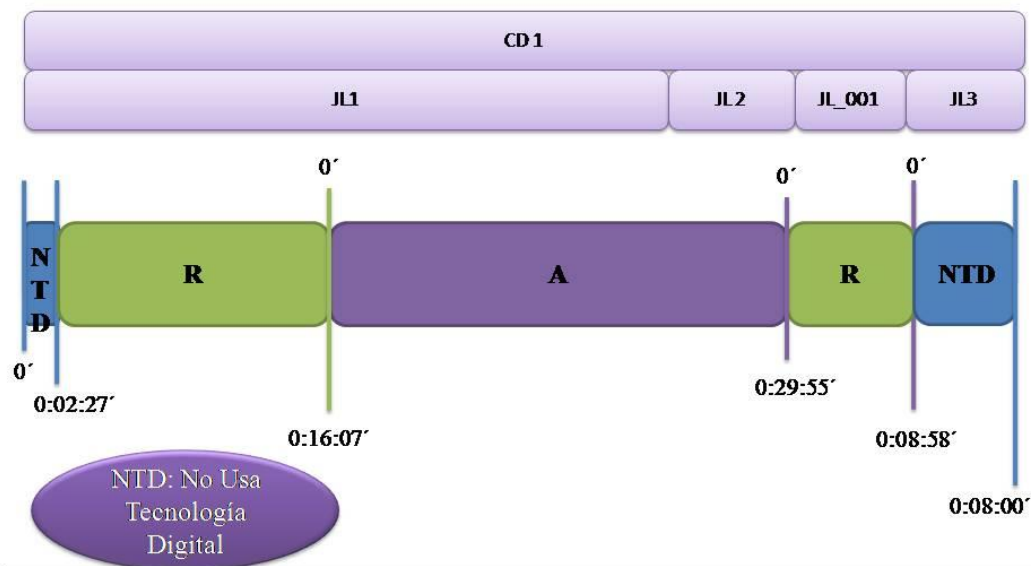 CD 1
JL1 JL2 JL_001 JL3
0´ 0´ 0´
N
T
D
R A R NTD
0´
0:02:27´
0:16:07´
0:29:55´
0:08:58´
0:08:00´
NTD: No Usa
Tecnología
Digital